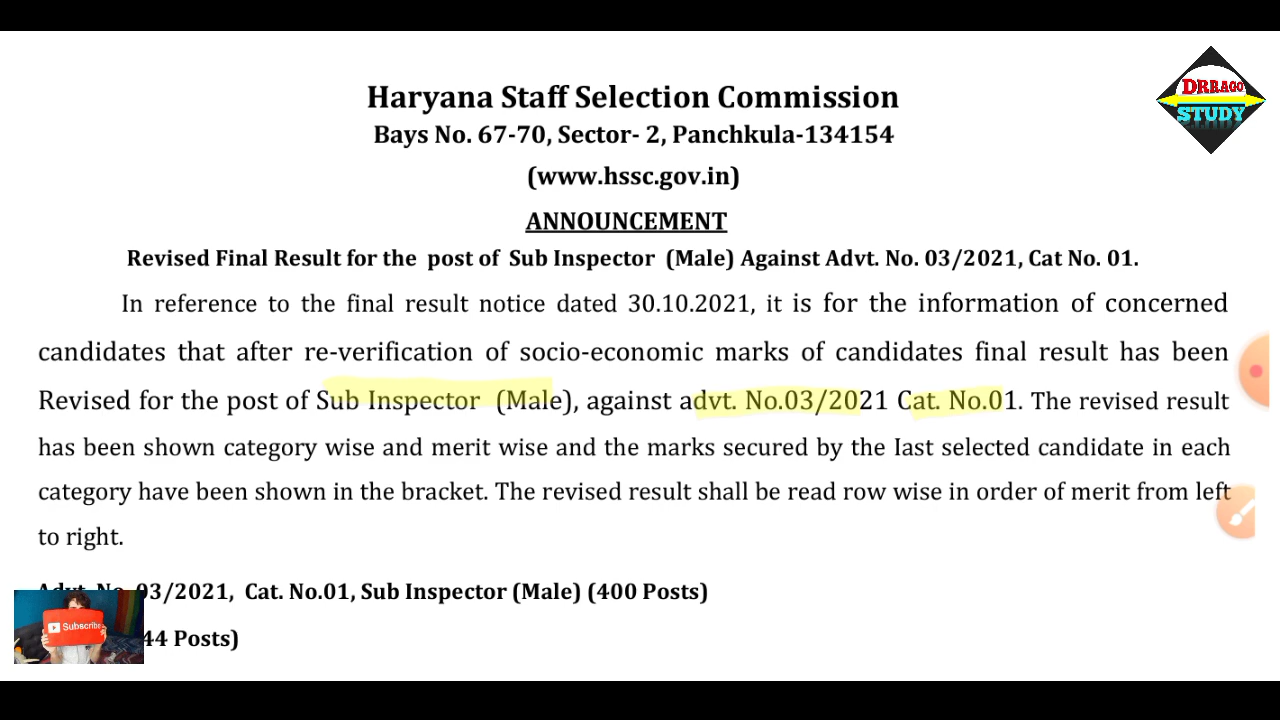 DRRAGO
STUDY
Haryana Staff Selection Commission
Bays No. 67-70, Sector- 2, Panchkula-134154
(www.hssc.gov.in)
ANNOUNCEMENT
Revised Final Result for the post of Sub Inspector (Male) Against Advt. No. 03/2021, Cat No. 01.
In reference to the final result notice dated 30.10.2021, it is for the information of concerned
candidates that after re-verification of socio-economic marks of candidates final result has been
Revised for the post of Sub Inspector (Male), against advt. No.03/2021 Cat. No.01. The revised result
has been shown category wise and merit wise and the marks secured by the last selected candidate in each
category have been shown in the bracket. The revised result shall be read row wise in order of merit from left
to right.
Advt. No. 03/2021, Cat. No.01, Sub Inspector (Male) (400 Posts)
Subscribe
44 Posts)